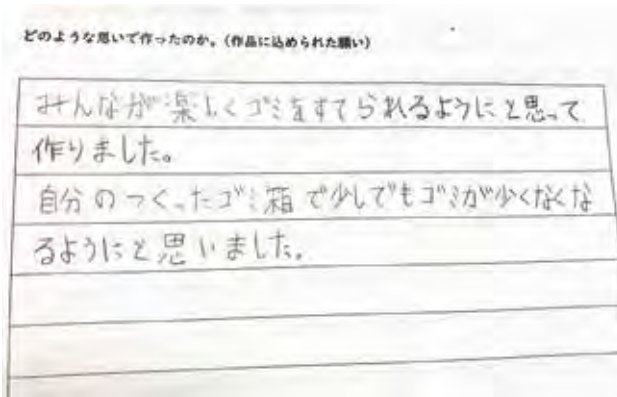 どのような思いで作ったのか。(作品に込められた願い)
みんなが楽しくゴミをすてられるようにと思って
作りました。
自分のつくったゴミ箱で少しでもゴミが少くなくな
るようにと思いました。